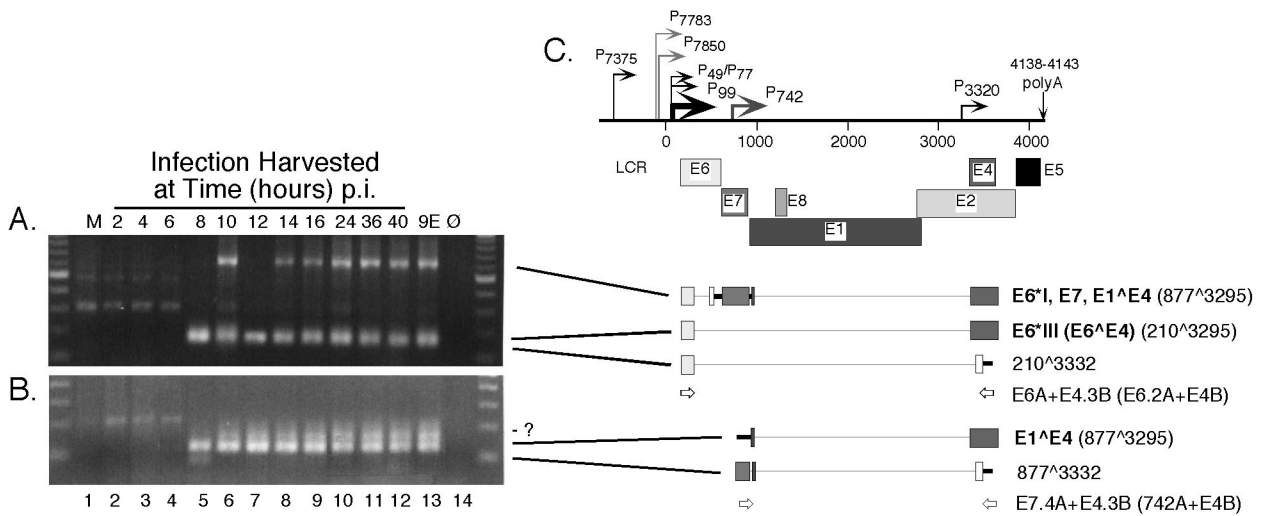 C.
P7783
P7850
P7375
P49/P77
P99
P742
P3320
4138-4143
polyA
0 1000 2000 3000 4000
LCR
E6
E7
E8
E1
E2
E4
E5
Infection Harvested
at Time (hours) p.i.
A.
M 2 4 6 8 10 12 14 16 24 36 40 9E Ø
E6*I, E7, E1^E4 (877^3295)
E6*III (E6^E4) (210^3295)
210^3332
E6A+E4.3B (E6.2A+E4B)
B.
- ?
E1^E4 (877^3295)
877^3332
E7.4A+E4.3B (742A+E4B)
1 2 3 4 5 6 7 8 9 10 11 12 13 14